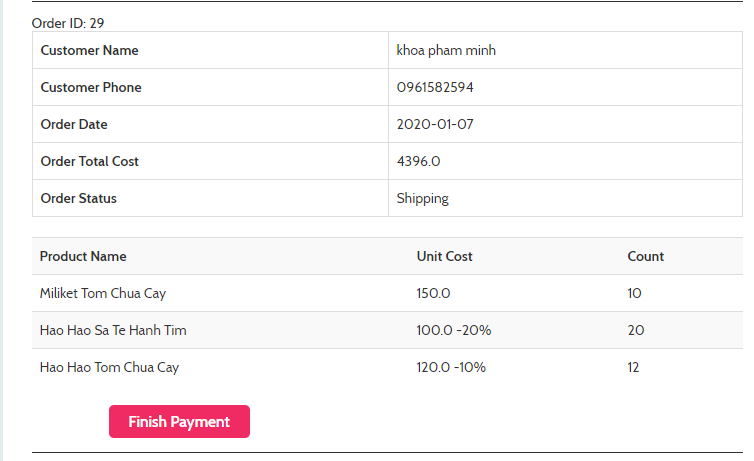 Order ID: 29
Customer Name khoa pham minh
Customer Phone 0961582594
Order Date 2020-01-07
Order Total Cost 4396.0
Order Status Shipping
Product Name Unit Cost Count
Miliket Tom Chua Cay 150.0 10
Hao Hao Sa Te Hanh Tim 100.0 -20% 20
Hao Hao Tom Chua Cay 120.0 -10% 12
Finish Payment